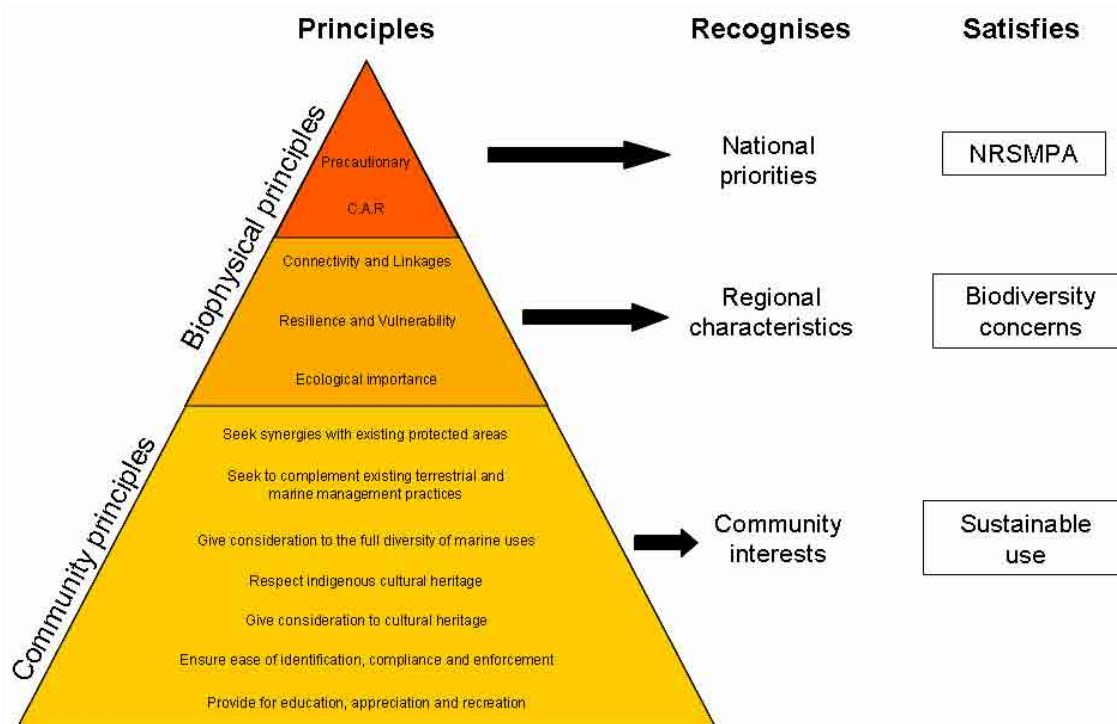 Principles
Recognises
Satisfies
Biophysical principles
Precautionary
C.A.R
National
priorities
NRSMPA
Connectivity and Linkages
Resilience and Vulnerability
Ecological importance
Regional
characteristics
Biodiversity
concerns
Community principles
Seek synergies with existing protected areas
Seek to complement existing terrestrial and
marine management practices
Give consideration to the full diversity of marine uses
Respect indigenous cultural heritage
Give consideration to cultural heritage
Ensure ease of identification, compliance and enforcement
Provide for education, appreciation and recreation
Community
interests
Sustainable
use